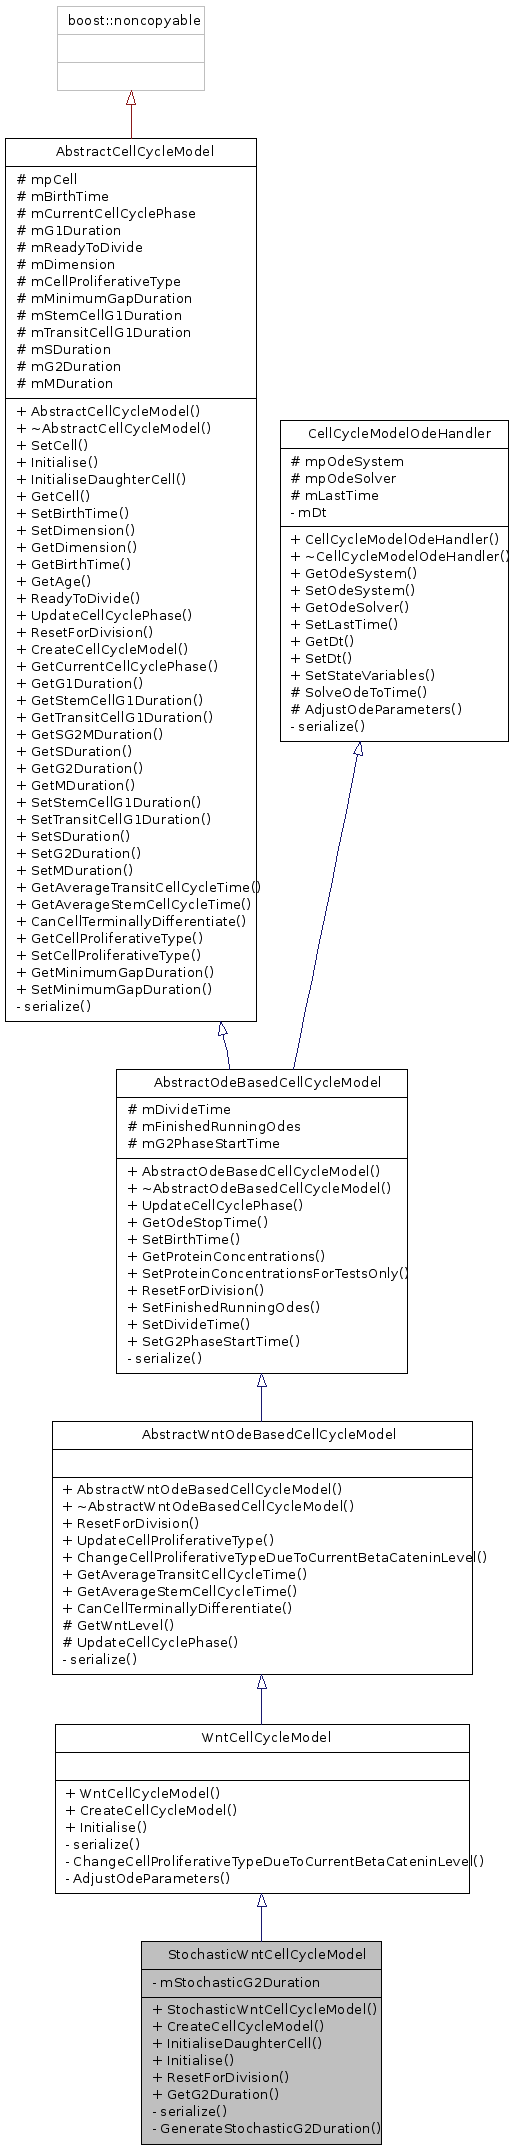 boost::noncopyable
AbstractCellCycleModel
# mpCell
# mBirthTime
# mCurrentCellCyclePhase
# mG1Duration
# mReadyToDivide
# mDimension
# mCellProliferativeType
# mMinimumGapDuration
# mStemCellG1Duration
# mTransitCellG1Duration
# mSDuration
# mG2Duration
# mMDuration
+ AbstractCellCycleModel()
+ ~AbstractCellCycleModel()
+ SetCell()
+ Initialise()
+ InitialiseDaughterCell()
+ GetCell()
+ SetBirthTime()
+ SetDimension()
+ GetDimension()
+ GetBirthTime()
+ GetAge()
+ ReadyToDivide()
+ UpdateCellCyclePhase()
+ ResetForDivision()
+ CreateCellCycleModel()
+ GetCurrentCellCyclePhase()
+ GetG1Duration()
+ GetStemCellG1Duration()
+ GetTransitCellG1Duration()
+ GetSG2MDuration()
+ GetSDuration()
+ GetG2Duration()
+ GetMDuration()
+ SetStemCellG1Duration()
+ SetTransitCellG1Duration()
+ SetSDuration()
+ SetG2Duration()
+ SetMDuration()
+ GetAverageTransitCellCycleTime()
+ GetAverageStemCellCycleTime()
+ CanCellTerminallyDifferentiate()
+ GetCellProliferativeType()
+ SetCellProliferativeType()
+ GetMinimumGapDuration()
+ SetMinimumGapDuration()
- serialize()
CellCycleModelOdeHandler
# mpOdeSystem
# mpOdeSolver
# mLastTime
- mDt
+ CellCycleModelOdeHandler()
+ ~CellCycleModelOdeHandler()
+ GetOdeSystem()
+ SetOdeSystem()
+ GetOdeSolver()
+ SetLastTime()
+ GetDt()
+ SetDt()
+ SetStateVariables()
# SolveOdeToTime()
# AdjustOdeParameters()
- serialize()
AbstractOdeBasedCellCycleModel
# mDivideTime
# mFinishedRunningOdes
# mG2PhaseStartTime
+ AbstractOdeBasedCellCycleModel()
+ ~AbstractOdeBasedCellCycleModel()
+ UpdateCellCyclePhase()
+ GetOdeStopTime()
+ SetBirthTime()
+ GetProteinConcentrations()
+ SetProteinConcentrationsForTestsOnly()
+ ResetForDivision()
+ SetFinishedRunningOdes()
+ SetDivideTime()
+ SetG2PhaseStartTime()
- serialize()
AbstractWntOdeBasedCellCycleModel
+ AbstractWntOdeBasedCellCycleModel()
+ ~AbstractWntOdeBasedCellCycleModel()
+ ResetForDivision()
+ UpdateCellProliferativeType()
+ ChangeCellProliferativeTypeDueToCurrentBetaCateninLevel()
+ GetAverageTransitCellCycleTime()
+ GetAverageStemCellCycleTime()
+ CanCellTerminallyDifferentiate()
# GetWntLevel()
# UpdateCellCyclePhase()
- serialize()
WntCellCycleModel
+ WntCellCycleModel()
+ CreateCellCycleModel()
+ Initialise()
- serialize()
- ChangeCellProliferativeTypeDueToCurrentBetaCateninLevel()
- AdjustOdeParameters()
StochasticWntCellCycleModel
- mStochasticG2Duration
+ StochasticWntCellCycleModel()
+ CreateCellCycleModel()
+ InitialiseDaughterCell()
+ Initialise()
+ ResetForDivision()
+ GetG2Duration()
- serialize()
- GenerateStochasticG2Duration()